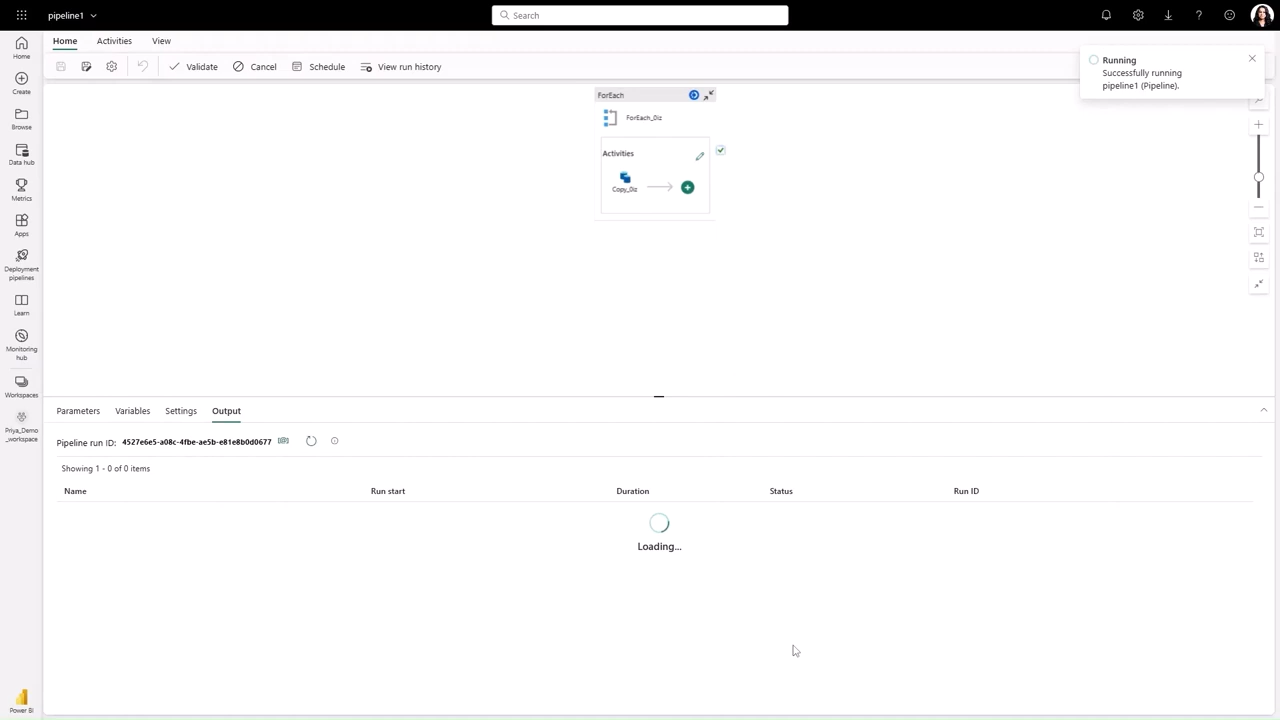 pipeline1
Search
Home
Activities
View
Validate
Cancel
Schedule
View run history
Running
Successfully running
pipeline1 (Pipeline).
Home
Create
Browse
Data hub
Metrics
Apps
Deployment
pipelines
Learn
Monitoring
hub
Workspaces
Priya_Demo
_workspace
Power BI
ForEach
ForEach_0iz
Activities
Copy_0iz
Parameters
Variables
Settings
Output
Pipeline run ID: 4527e6e5-a08c-4fbe-ae5b-e81e8b0d0677
Showing 1 - 0 of 0 items
Name
Run start
Duration
Status
Run ID
Loading...